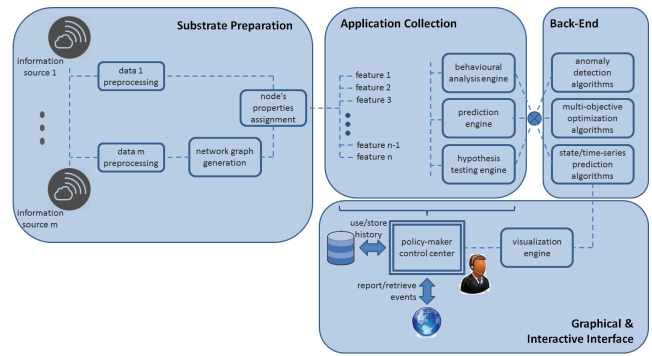 Substrate Preparation
information
source 1
data 1
preprocessing
node's
properties
assignment
data m
preprocessing
network graph
generation
information
source m
Application Collection
feature 1
feature 2
feature 3
feature n-1
feature n
behavioural
analysis engine
prediction
engine
hypothesis
testing engine
Back-End
anomaly
detection
algorithms
multi-objective
optimization
algorithms
state/time-series
prediction
algorithms
use/store
history
policy-maker
control center
visualization
engine
report/retrieve
events
Graphical &
Interactive Interface